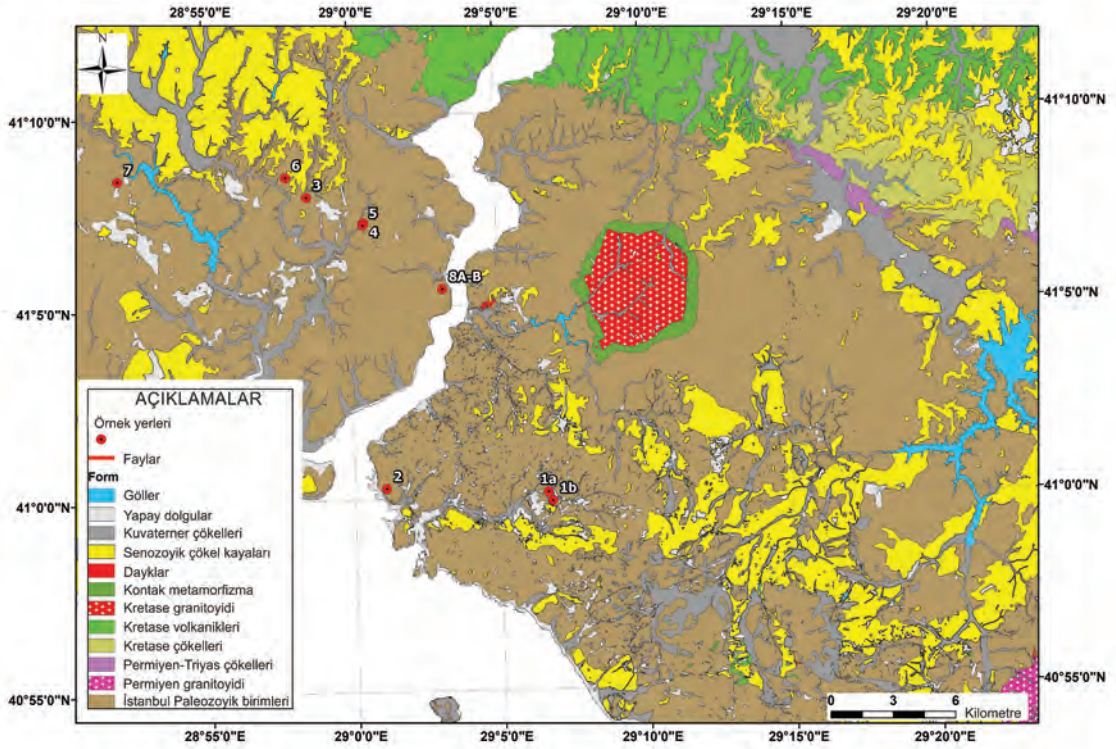 28°55'0"E 29°0'0"E 29°5'0"E 29°10'0"E 29°15'0"E 29°20'0"E
N
41°10'0"N
41°10'0"N
7
6
3
5
4
8A-B
41°5'0"N
41°5'0"N
2
1a
1b
41°0'0"N
41°0'0"N
AÇIKLAMALAR
Örnek yerleri
Faylar
Form
Göller
Yapay dolgular
Kuvaterner çökelleri
Senozoyik çökel kayaları
Dayklar
Kontak metamorfizma
Kretase granitoyidi
Kretase volkanikleri
Kretase çökelleri
Permiyen-Triyas çökelleri
Permiyen granitoyidi
İstanbul Paleozoyik birimleri
40°55'0"N
40°55'0"N
0 3 6
Kilometre
28°55'0"E 29°0'0"E 29°5'0"E 29°10'0"E 29°15'0"E 29°20'0"E